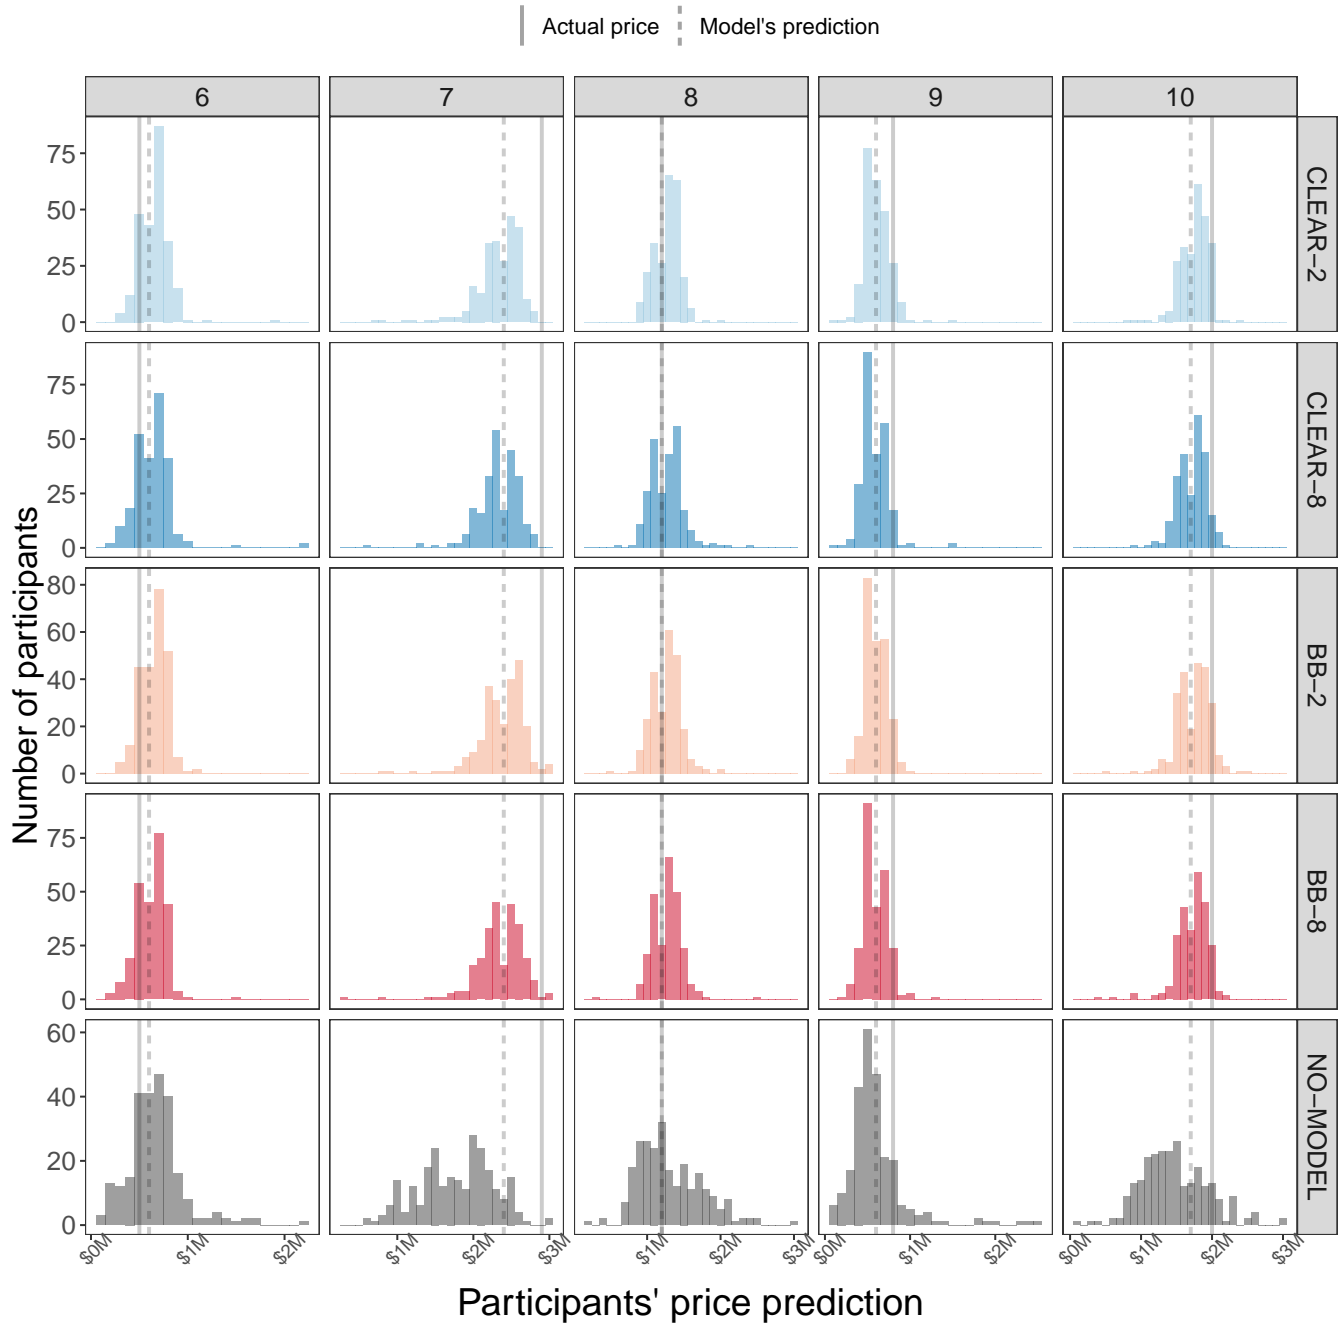 Actual price Model's prediction
6 7 8 9 10
75
50
25
0
CLEAR−2
75
50
25
0
CLEAR−8
80
60
40
20
0
BB−2
75
50
25
0
BB−8
60
40
20
0
NO−MODEL
Number of participants
$0M $1M $2M $1M $2M $3M $1M $2M $3M $0M $1M $2M $0M $1M $2M $3M
Participants' price prediction